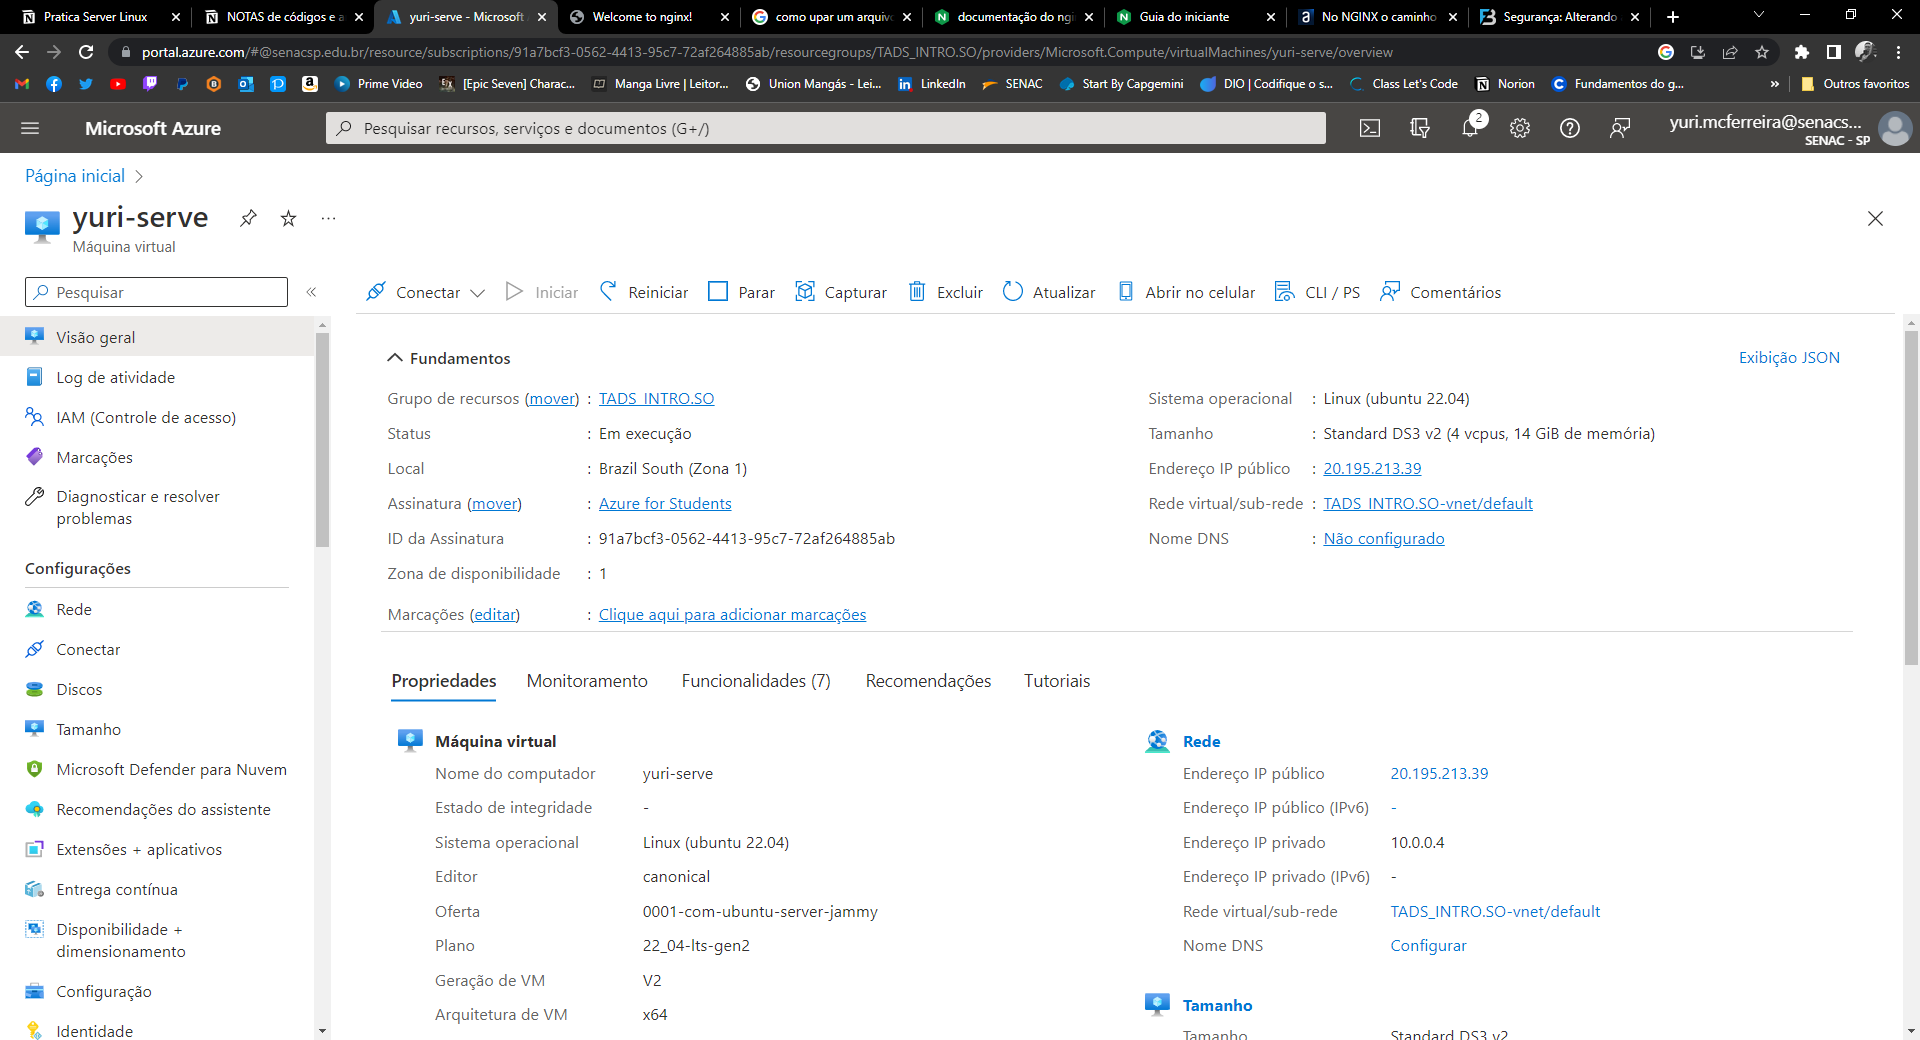 Pratica Server Linux
NOTAS de códigos e a
yuri-serve - Microsoft
Welcome to nginx!
como upar um arquiv
documentação do ngi
Guia do iniciante
No NGINX o caminho
Segurança: Alterando
portal.azure.com/#@senacsp.edu.br/resource/subscriptions/91a7bcf3-0562-4413-95c7-72af264885ab/resourcegroups/TADS_INTRO.SO/providers/Microsoft.Compute/virtualMachines/yuri-serve/overview
Prime Video
[Epic Seven] Charac...
Manga Livre | Leitor...
Union Mangás - Lei...
LinkedIn
SENAC
Start By Capgemini
DIO | Codifique o s...
Class Let's Code
Norion
Fundamentos do g...
»
Outros favoritos
Microsoft Azure
Pesquisar recursos, serviços e documentos (G+/)
2
yuri.mcferreira@senacs...
SENAC - SP
Página inicial
yuri-serve
Máquina virtual
Pesquisar
«
Conectar
Iniciar
Reiniciar
Parar
Capturar
Excluir
Atualizar
Abrir no celular
CLI / PS
Comentários
Visão geral
Log de atividade
IAM (Controle de acesso)
Marcações
Diagnosticar e resolver
problemas
Configurações
Rede
Conectar
Discos
Tamanho
Microsoft Defender para Nuvem
Recomendações do assistente
Extensões + aplicativos
Entrega contínua
Disponibilidade +
dimensionamento
Configuração
Identidade
Fundamentos
Exibição JSON
Grupo de recursos (mover) : TADS_INTRO.SO
Status : Em execução
Local : Brazil South (Zona 1)
Assinatura (mover) : Azure for Students
ID da Assinatura : 91a7bcf3-0562-4413-95c7-72af264885ab
Zona de disponibilidade : 1
Marcações (editar) : Clique aqui para adicionar marcações
Sistema operacional : Linux (ubuntu 22.04)
Tamanho : Standard DS3 v2 (4 vcpus, 14 GiB de memória)
Endereço IP público : 20.195.213.39
Rede virtual/sub-rede : TADS_INTRO.SO-vnet/default
Nome DNS : Não configurado
Propriedades
Monitoramento
Funcionalidades (7)
Recomendações
Tutoriais
Máquina virtual
Nome do computador yuri-serve
Estado de integridade -
Sistema operacional Linux (ubuntu 22.04)
Editor canonical
Oferta 0001-com-ubuntu-server-jammy
Plano 22_04-lts-gen2
Geração de VM V2
Arquitetura de VM x64
Rede
Endereço IP público 20.195.213.39
Endereço IP público (IPv6) -
Endereço IP privado 10.0.0.4
Endereço IP privado (IPv6) -
Rede virtual/sub-rede TADS_INTRO.SO-vnet/default
Nome DNS Configurar
Tamanho
Tamanho Standard DS3 v2